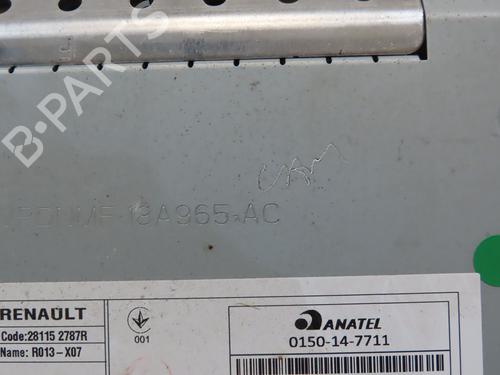 B-PARTS
13A965-AC
RENAULT
Code:28115 2787R
Name: R013-X07
001
ANATEL
0150-14-7711